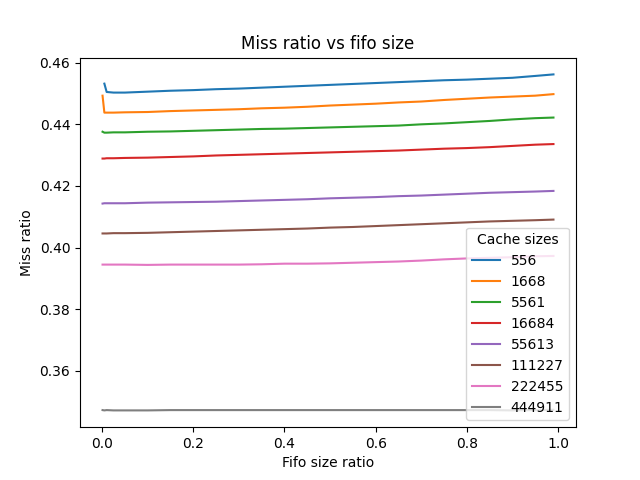 Miss ratio vs fifo size
Miss ratio
0.46
0.44
0.42
0.40
0.38
0.36
Cache sizes
556
1668
5561
16684
55613
111227
222455
444911
0.0 0.2 0.4 0.6 0.8 1.0
Fifo size ratio